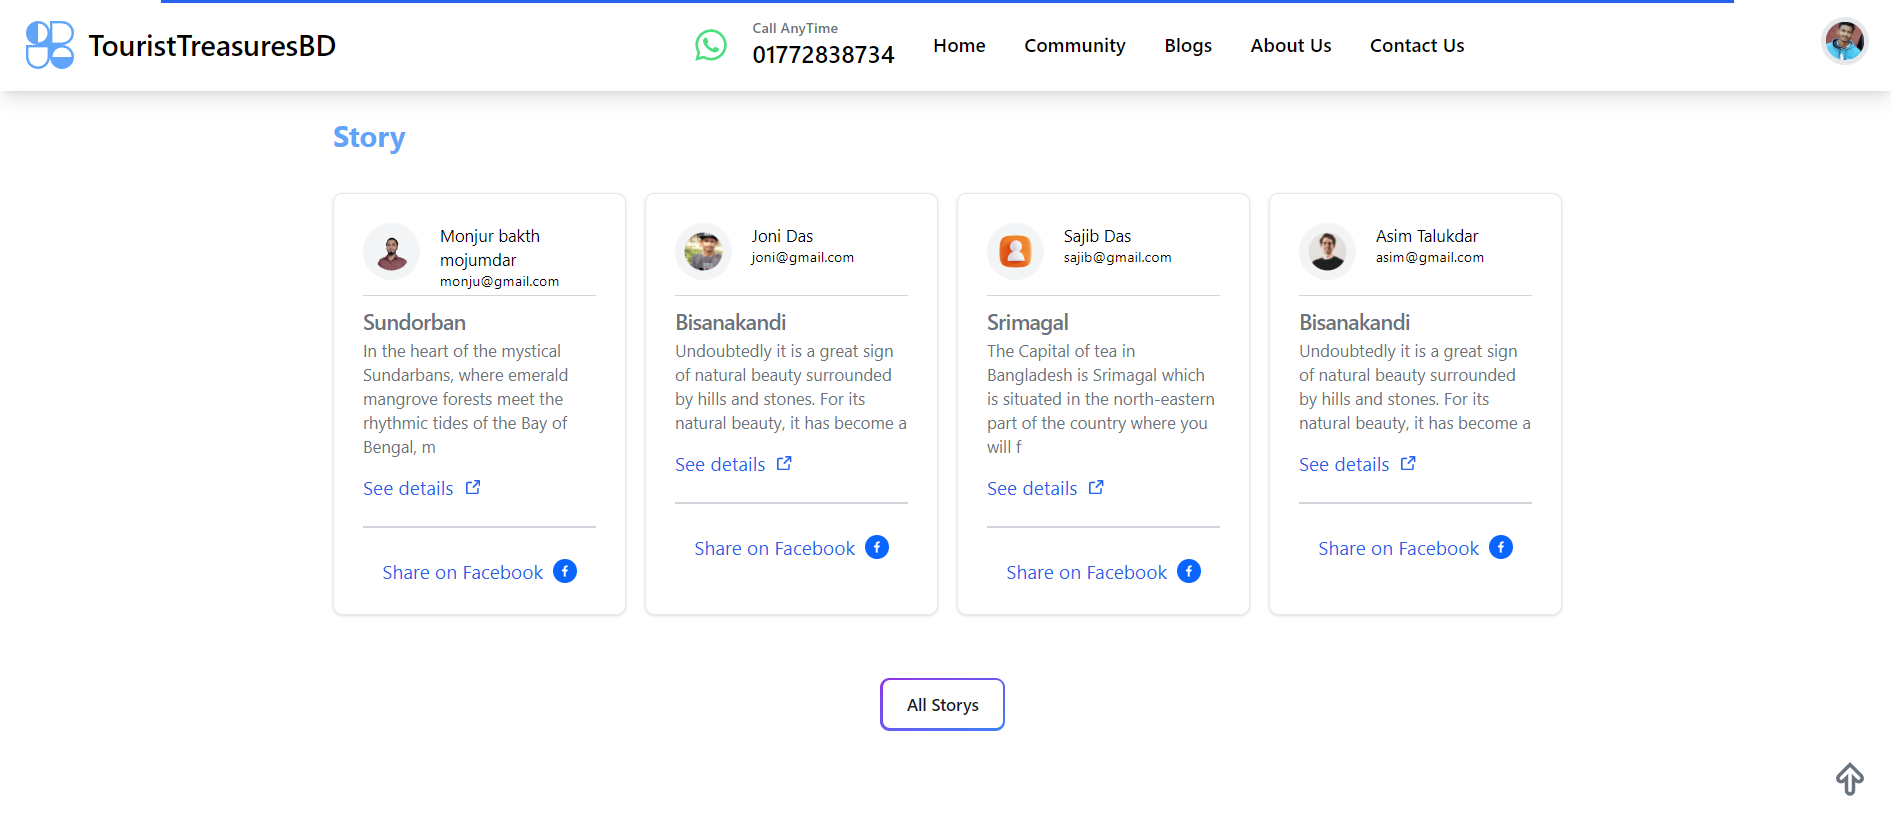 TouristTreasuresBD
Call AnyTime
01772838734
Home
Community
Blogs
About Us
Contact Us
Story
Monjur bakth
mojumdar
monju@gmail.com
Sundorban
In the heart of the mystical
Sundarbans, where emerald
mangrove forests meet the
rhythmic tides of the Bay of
Bengal, m
See details
Share on Facebook
Joni Das
joni@gmail.com
Bisanakandi
Undoubtedly it is a great sign
of natural beauty surrounded
by hills and stones. For its
natural beauty, it has become a
See details
Share on Facebook
Sajib Das
sajib@gmail.com
Srimagal
The Capital of tea in
Bangladesh is Srimagal which
is situated in the north-eastern
part of the country where you
will f
See details
Share on Facebook
Asim Talukdar
asim@gmail.com
Bisanakandi
Undoubtedly it is a great sign
of natural beauty surrounded
by hills and stones. For its
natural beauty, it has become a
See details
Share on Facebook
All Storys